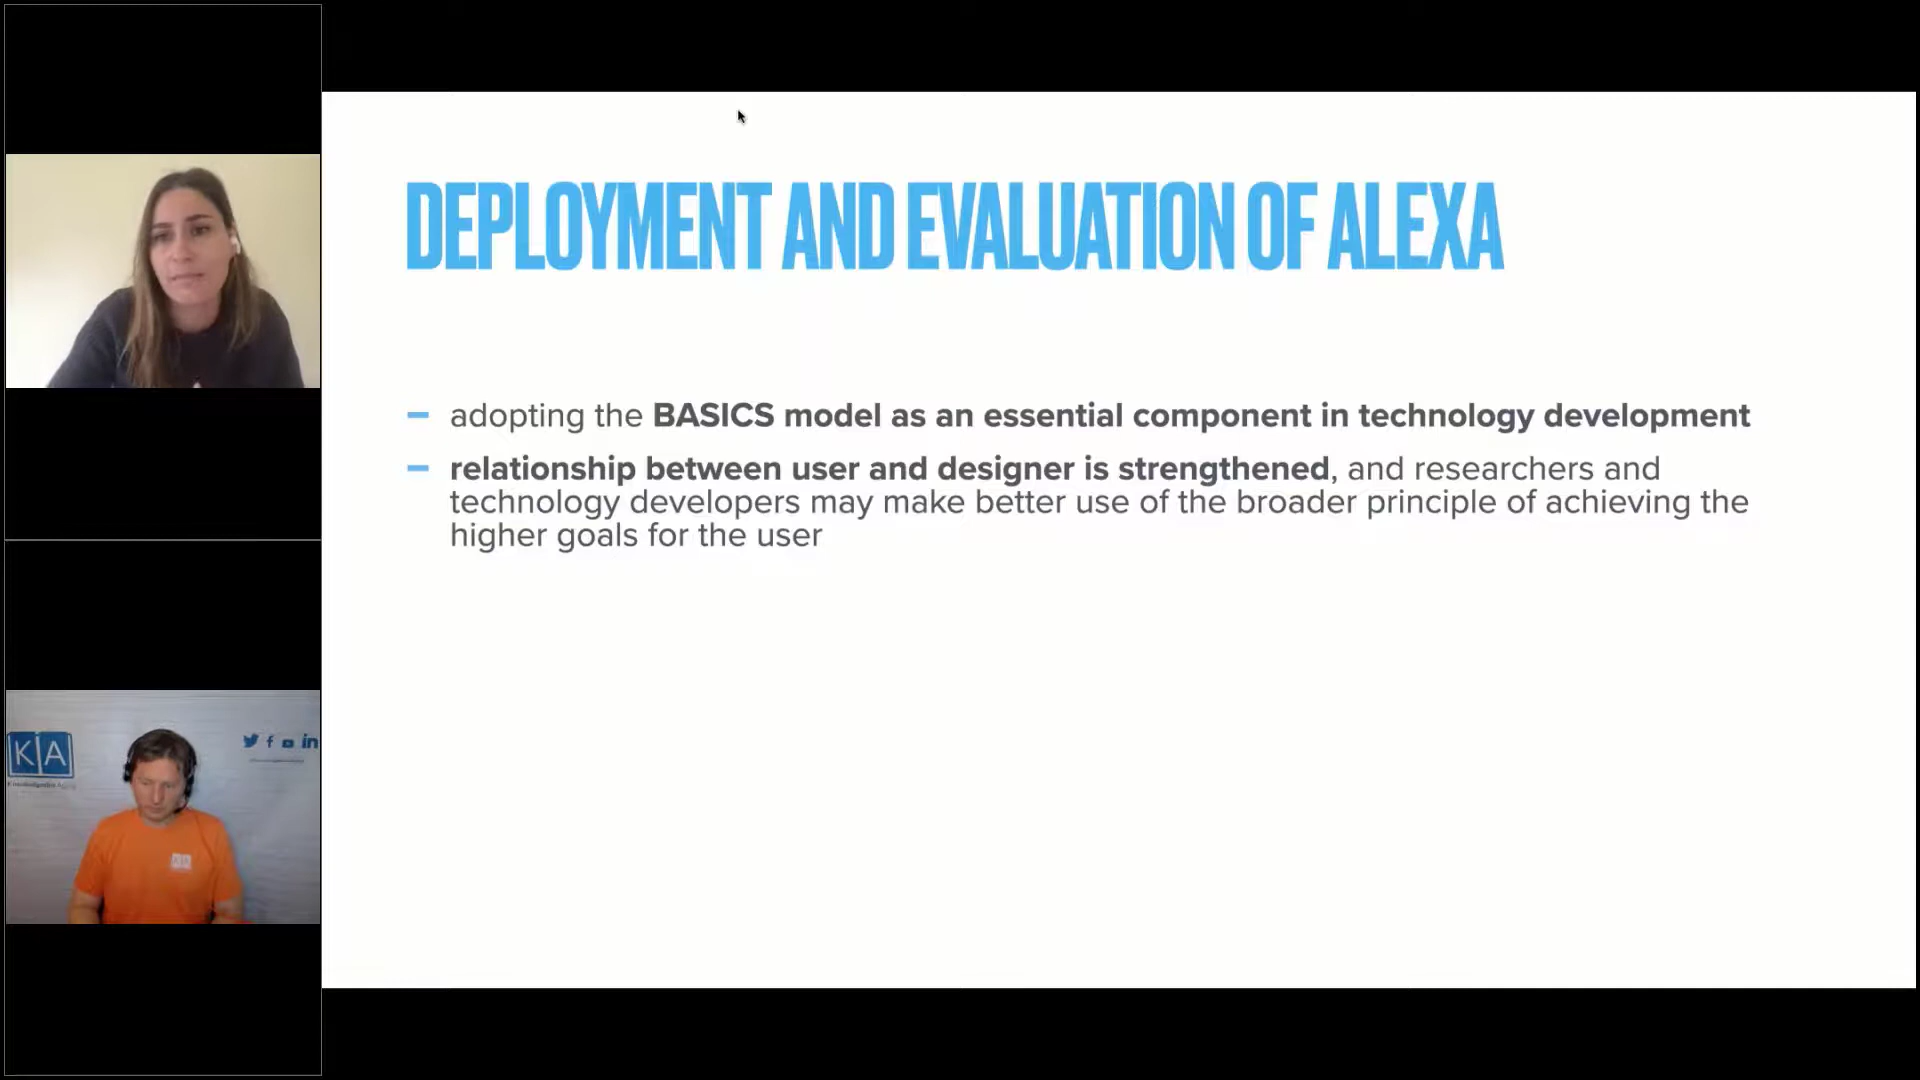 DEPLOYMENT AND EVALUATION OF ALEXA
adopting the BASICS model as an essential component in technology development
relationship between user and designer is strengthened, and researchers and
technology developers may make better use of the broader principle of achieving the
higher goals for the user
K|A
in
KA